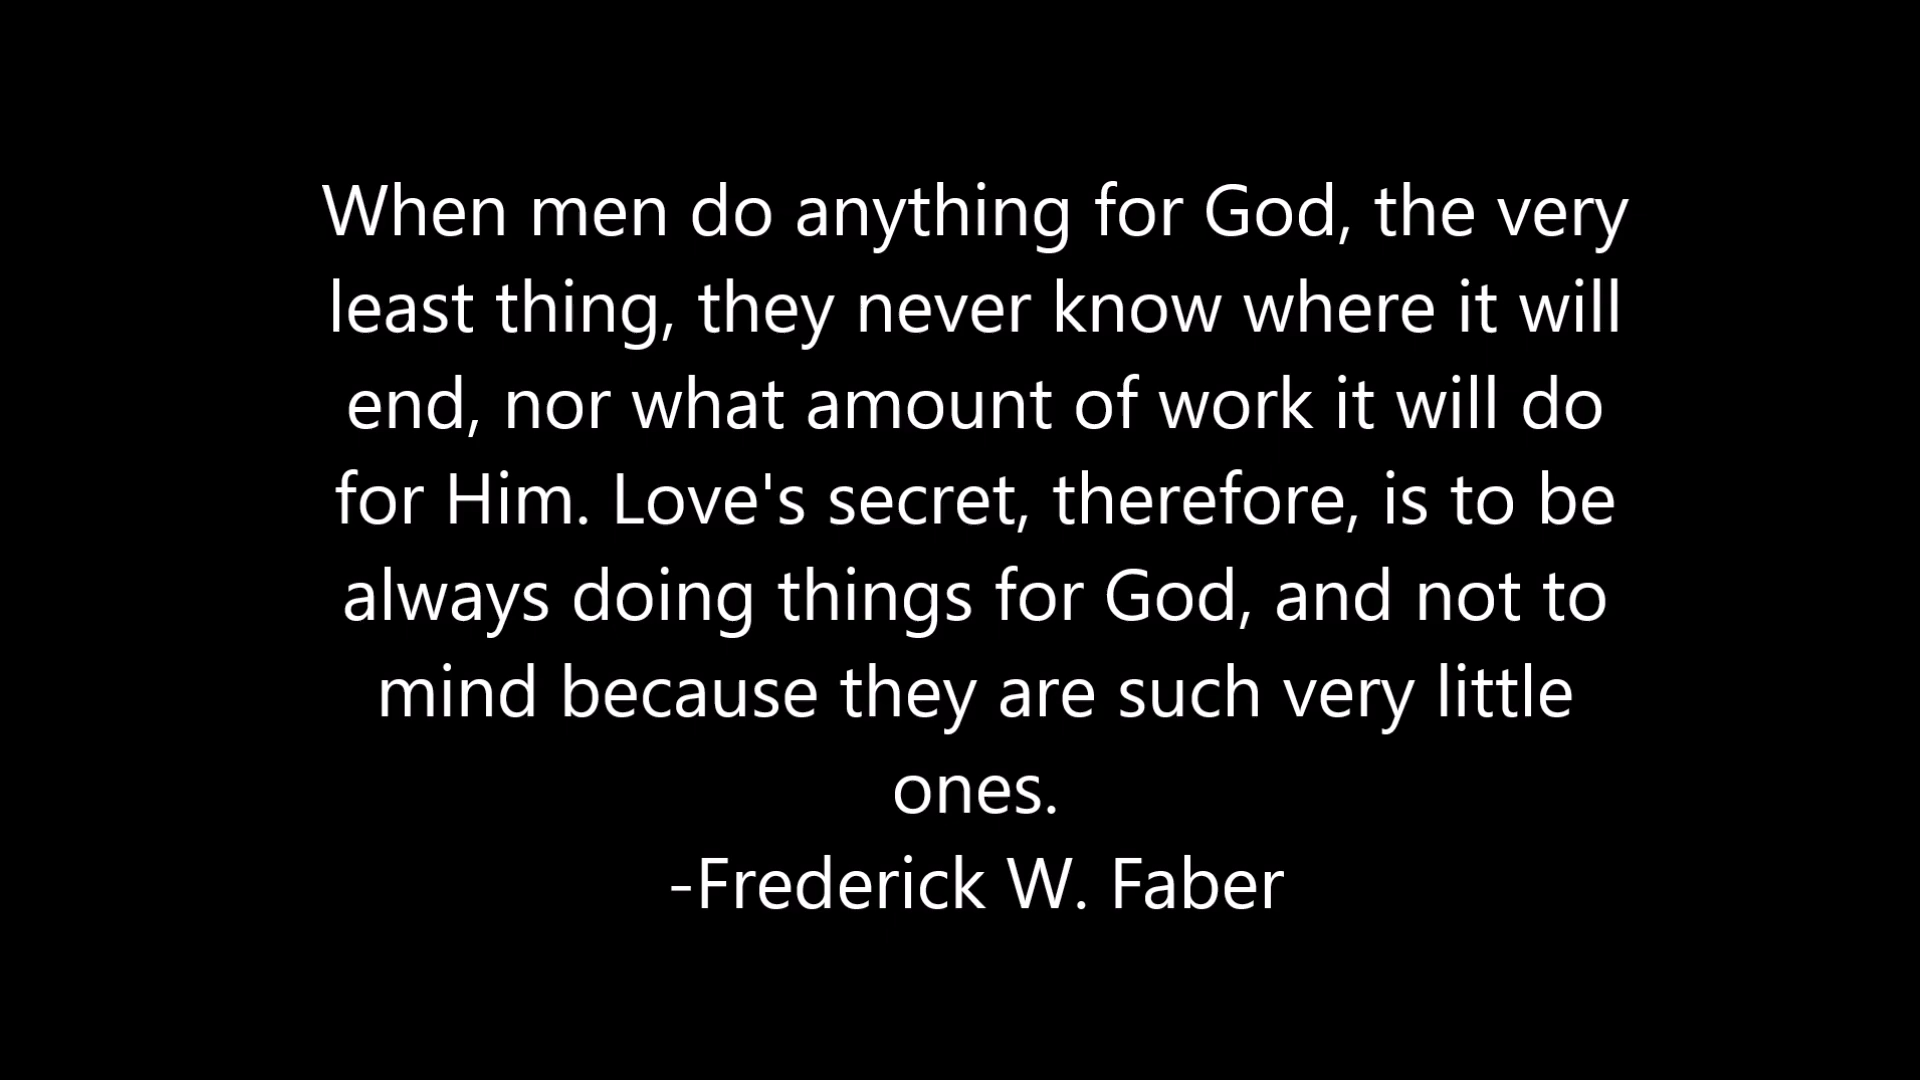 When men do anything for God, the very
least thing, they never know where it will
end, nor what amount of work it will do
for Him. Love's secret, therefore, is to be
always doing things for God, and not to
mind because they are such very little
ones.
-Frederick W. Faber